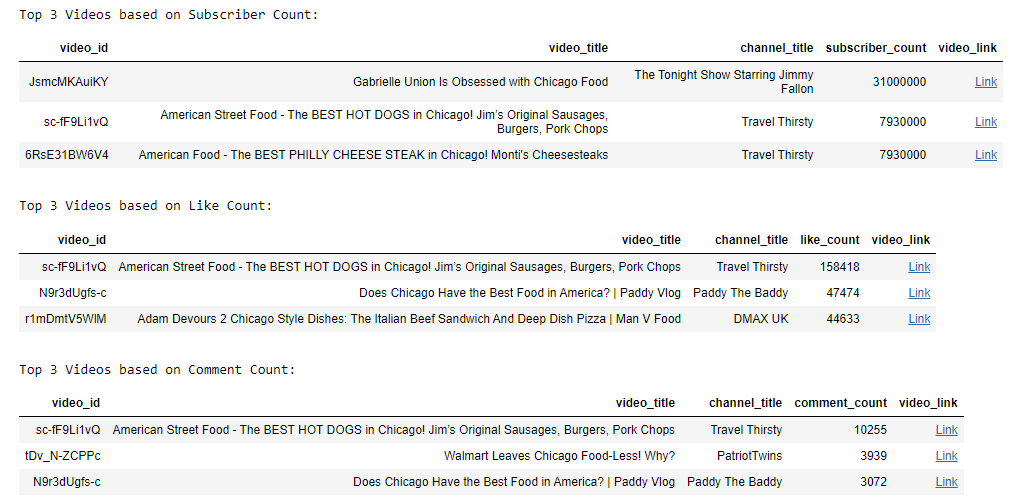 Top 3 Videos based on Subscriber Count:
video_id video_title channel_title subscriber_count video_link
JsmcMKAuiKY Gabrielle Union Is Obsessed with Chicago Food The Tonight Show Starring Jimmy Fallon 31000000 Link
sc-fF9Li1vQ American Street Food - The BEST HOT DOGS in Chicago! Jim's Original Sausages, Burgers, Pork Chops Travel Thirsty 7930000 Link
6RsE31BW6V4 American Food - The BEST PHILLY CHEESE STEAK in Chicago! Monti's Cheesesteaks Travel Thirsty 7930000 Link
Top 3 Videos based on Like Count:
video_id video_title channel_title like_count video_link
sc-fF9Li1vQ American Street Food - The BEST HOT DOGS in Chicago! Jim's Original Sausages, Burgers, Pork Chops Travel Thirsty 158418 Link
N9r3dUgfs-c Does Chicago Have the Best Food in America? | Paddy Vlog Paddy The Baddy 47474 Link
r1mDmtV5WIM Adam Devours 2 Chicago Style Dishes: The Italian Beef Sandwich And Deep Dish Pizza | Man V Food DMAX UK 44633 Link
Top 3 Videos based on Comment Count:
video_id video_title channel_title comment_count video_link
sc-fF9Li1vQ American Street Food - The BEST HOT DOGS in Chicago! Jim's Original Sausages, Burgers, Pork Chops Travel Thirsty 10255 Link
tDv_N-ZCPPc Walmart Leaves Chicago Food-Less! Why? PatriotTwins 3939 Link
N9r3dUgfs-c Does Chicago Have the Best Food in America? | Paddy Vlog Paddy The Baddy 3072 Link